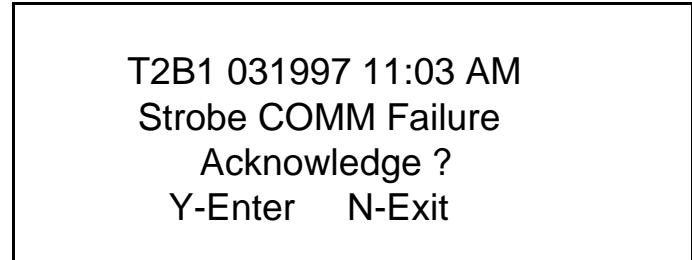 T2B1 031997 11:03 AM
Strobe COMM Failure
Acknowledge ?
Y-Enter N-Exit